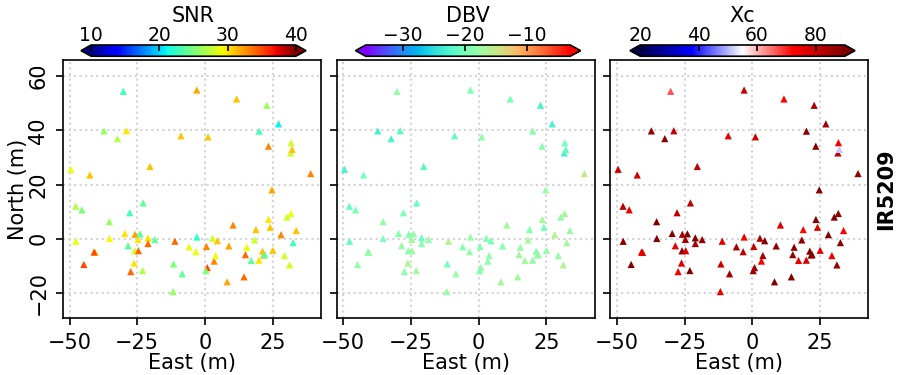 SNR DBV Xc
10 20 30 40 −30 −20 −10 20 40 60 80
60
40
20
0
−20
North (m)
IR5209
−50 −25 0 25 −50 −25 0 25 −50 −25 0 25
East (m) East (m) East (m)